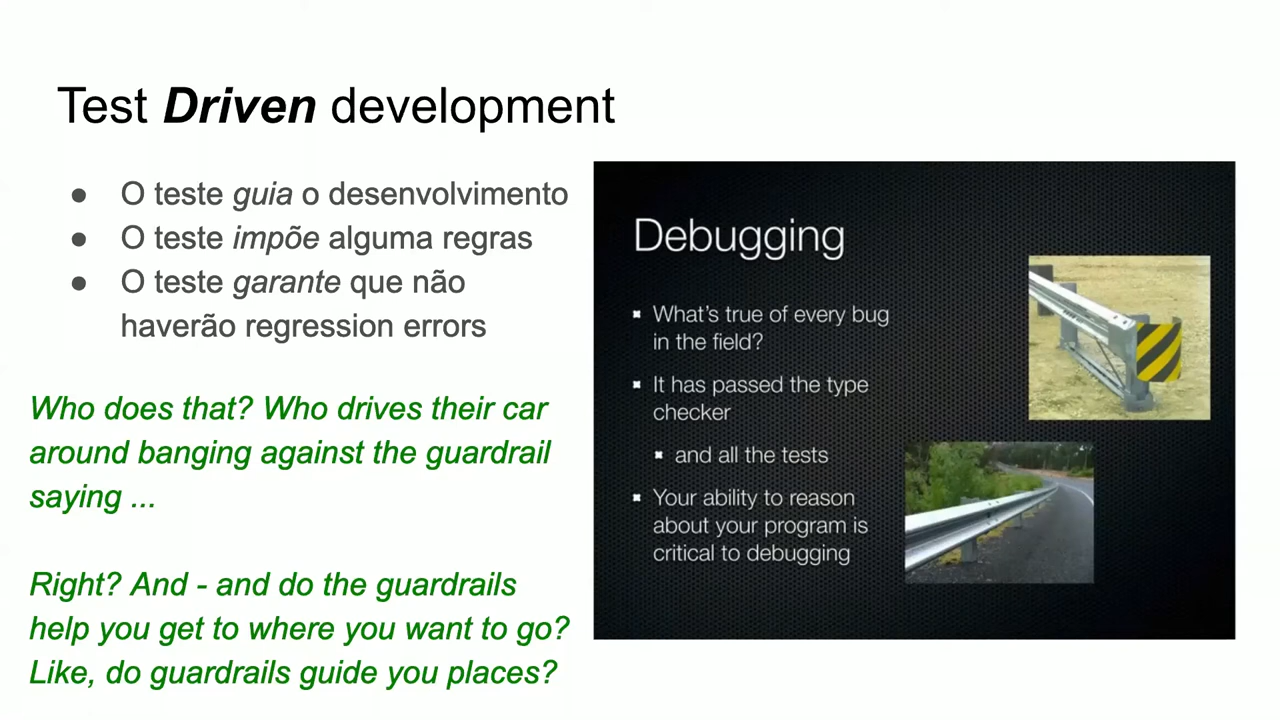 Test Driven development
● O teste guia o desenvolvimento
● O teste impõe alguma regras
● O teste garante que não
haverão regression errors
Who does that? Who drives their car
around banging against the guardrail
saying ...
Right? And - and do the guardrails
help you get to where you want to go?
Like, do guardrails guide you places?
Debugging
What's true of every bug
in the field?
It has passed the type
checker
and all the tests
Your ability to reason
about your program is
critical to debugging